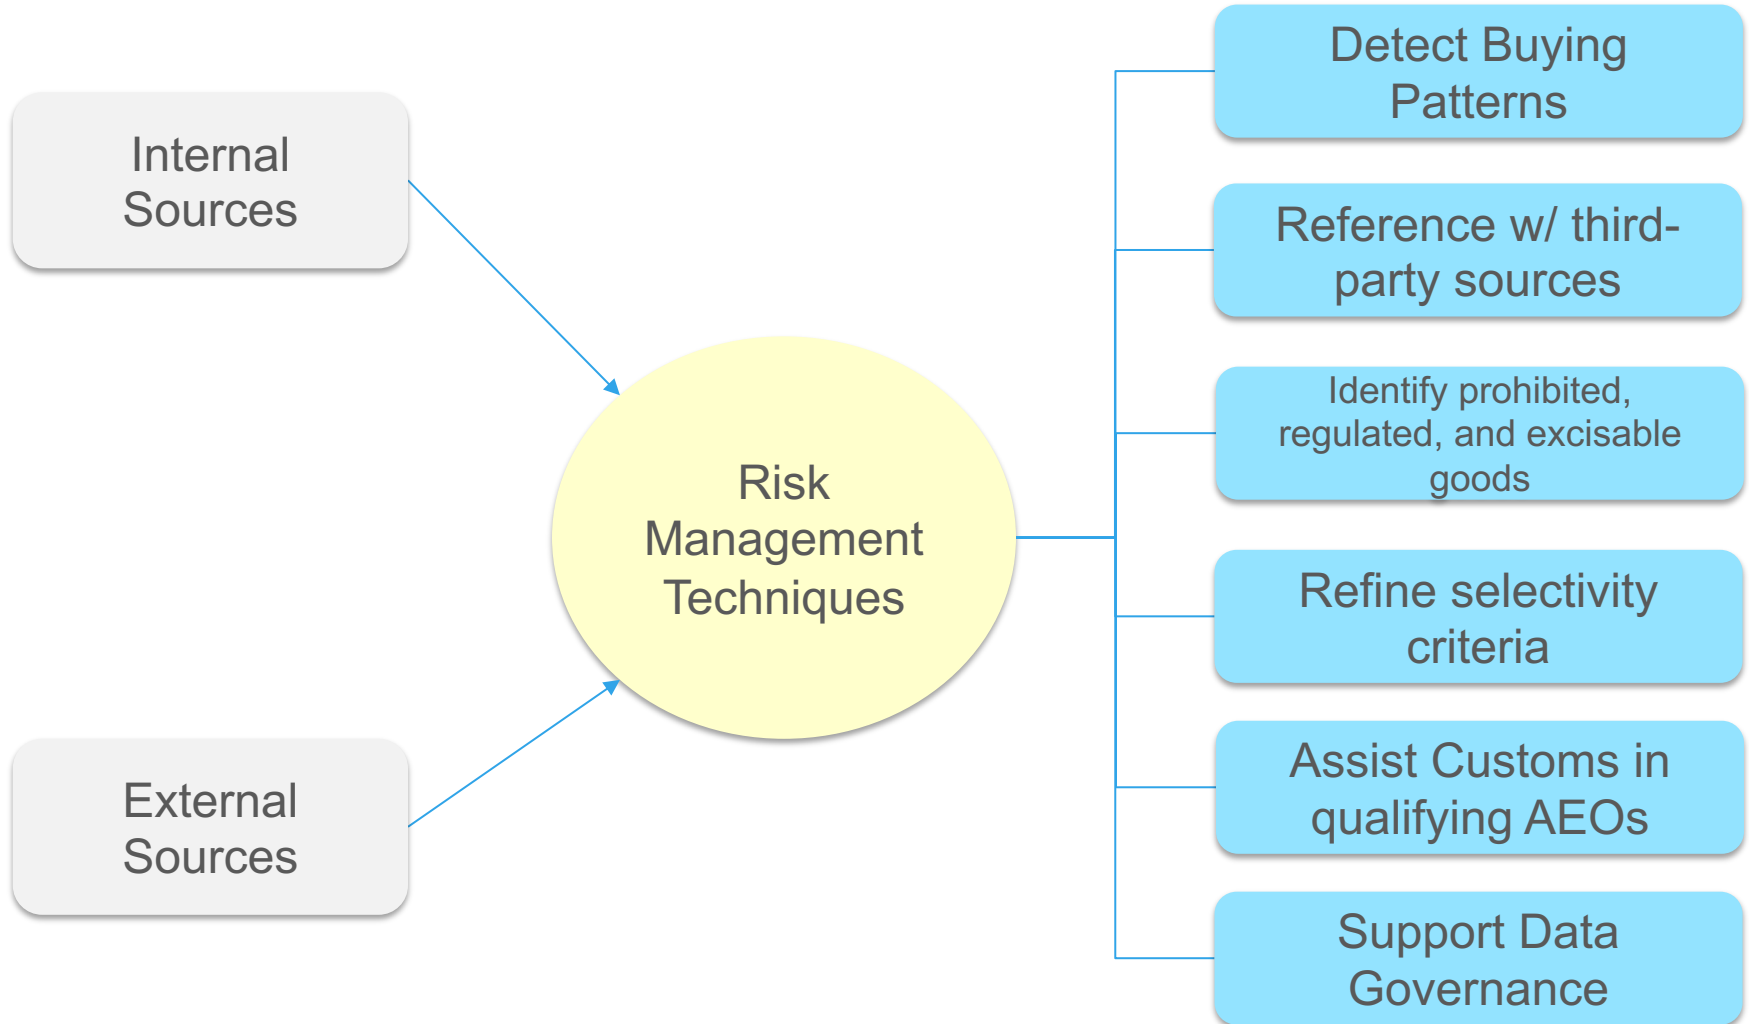 Internal
Sources
External
Sources
Risk
Management
Techniques
Detect Buying
Patterns
Reference w/ third-
party sources
Identify prohibited,
regulated, and excisable
goods
Refine selectivity
criteria
Assist Customs in
qualifying AEOs
Support Data
Governance